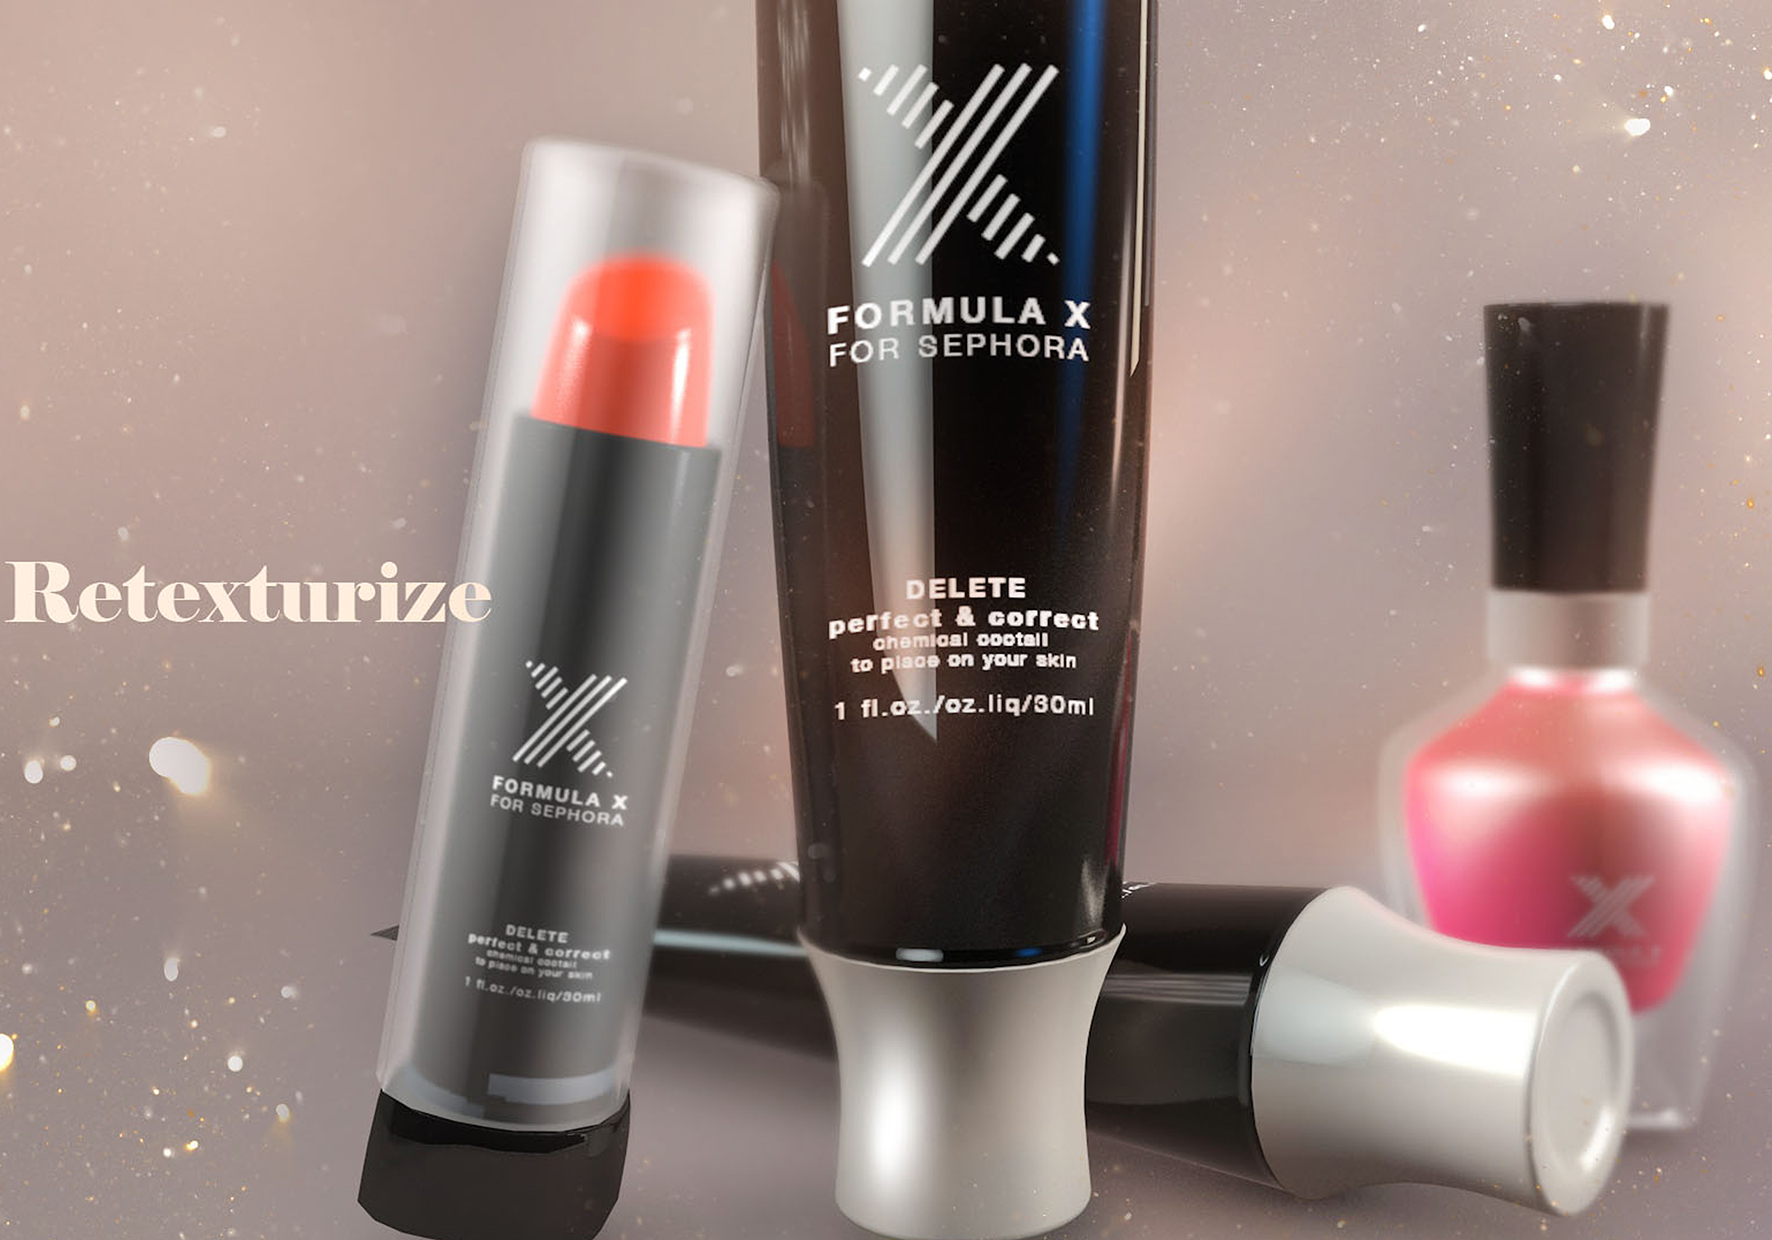 FORMULA X
FOR SEPHORA
DELETE
perfect & correct
chemical coctail
to place on your skin
1 fl.oz./oz.liq/30ml
Retexturize
X
FORMULA X
FOR SEPHORA
DELETE
perfect & correct
chemical coctail
to place on your skin
1 fl.oz./oz.liq/30ml
X